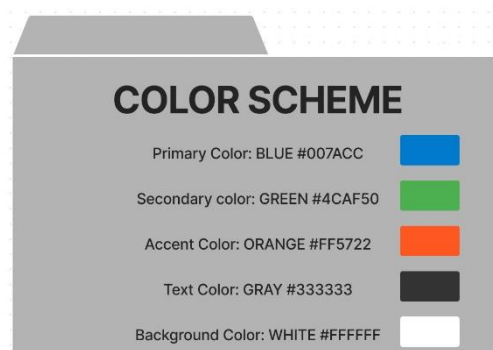 COLOR SCHEME
Primary Color: BLUE #007ACC
Secondary color: GREEN #4CAF50
Accent Color: ORANGE #FF5722
Text Color: GRAY #333333
Background Color: WHITE #FFFFFF